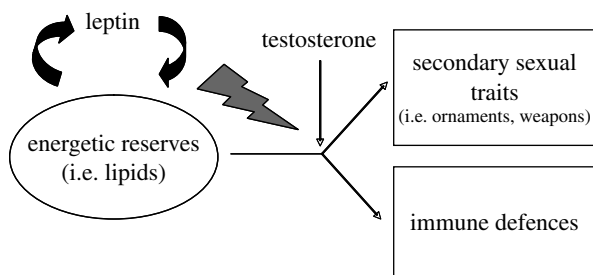 leptin
testosterone
energetic reserves
(i.e. lipids)
secondary sexual
traits
(i.e. ornaments, weapons)
immune defences